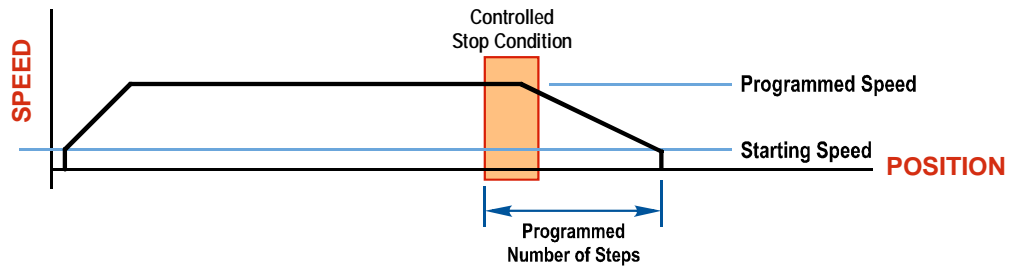 Controlled
Stop Condition
SPEED
Programmed Speed
Starting Speed
POSITION
Programmed
Number of Steps